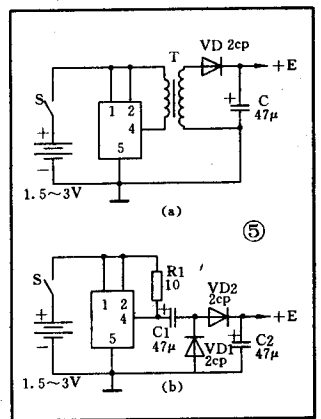 VD 2cp
T
+E
S
1 2
4
+
C
47μ
+
5
−
1.5~3V
(a)
⑤
R1
10
VD2
2cp
S
+E
1 2
4
+
C1
47μ
+
C2
47μ
VD1
2cp
+
5
−
1.5~3V
(b)